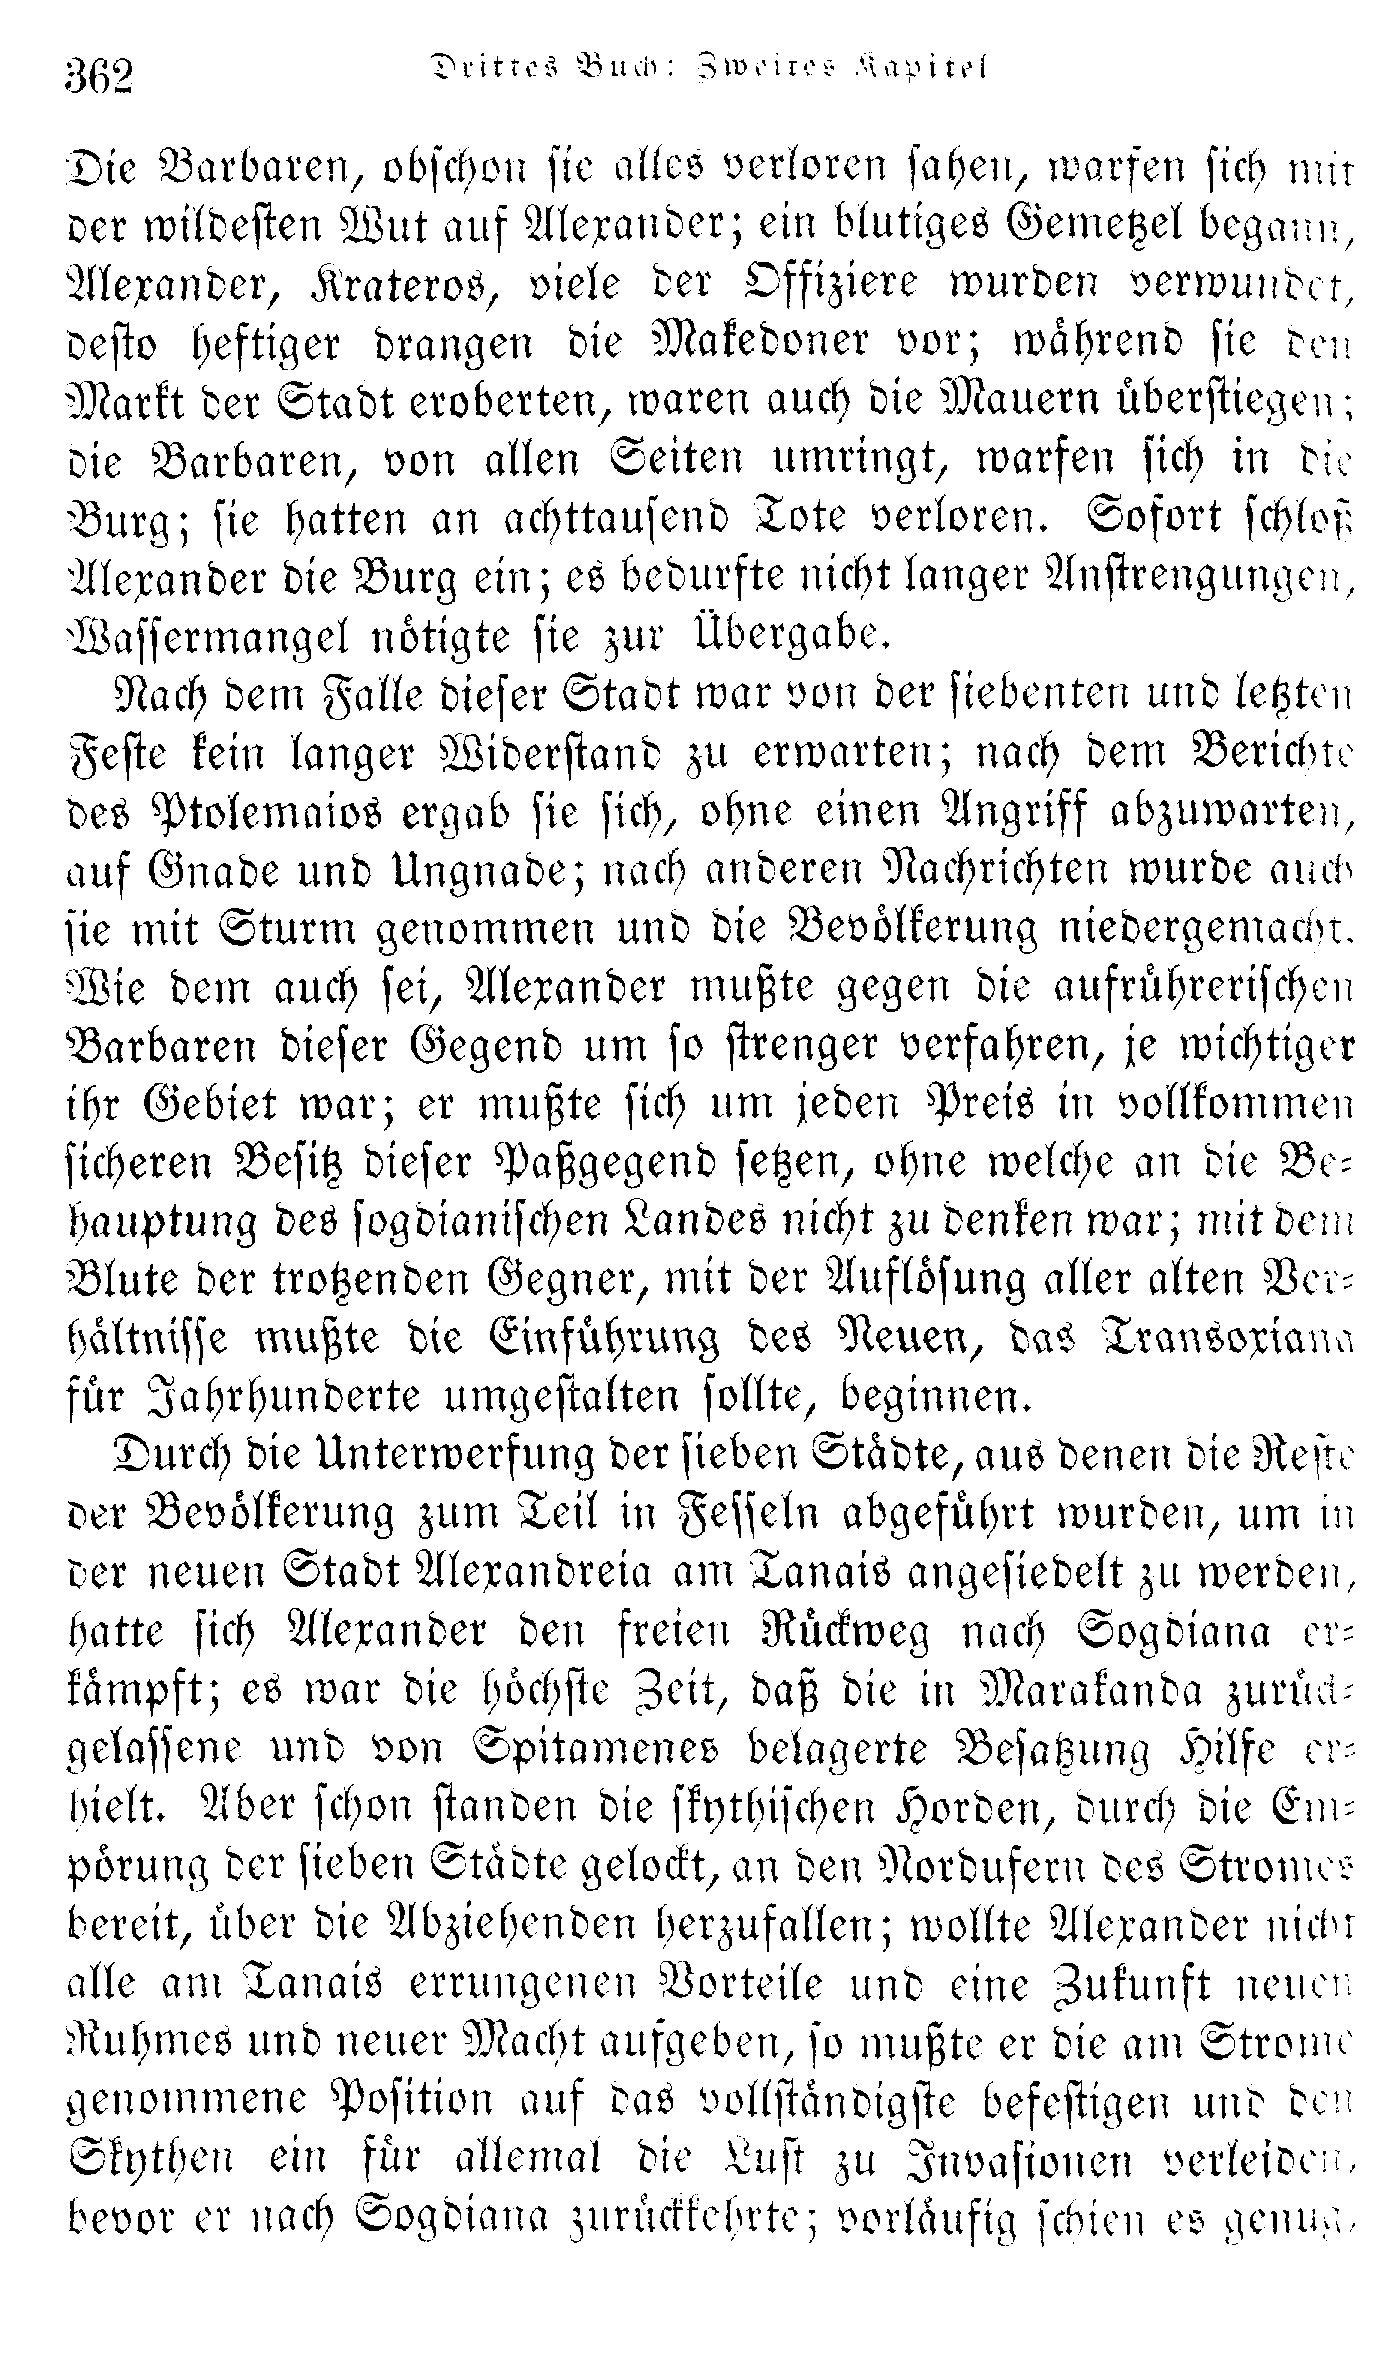 362
Drittes Buch: Zweites Kapitel
Die Barbaren, obschon sie alles verloren sahen, warfen sich mit
der wildesten Wut auf Alexander; ein blutiges Gemetzel begann,
Alexander, Krateros, viele der Offiziere wurden verwundet,
desto heftiger drangen die Makedoner vor; während sie den
Markt der Stadt eroberten, waren auch die Mauern überstiegen;
die Barbaren, von allen Seiten umringt, warfen sich in die
Burg; sie hatten an achttausend Tote verloren. Sofort schloß
Alexander die Burg ein; es bedurfte nicht langer Anstrengungen,
Wassermangel nötigte sie zur Übergabe.
Nach dem Falle dieser Stadt war von der siebenten und letzten
Feste kein langer Widerstand zu erwarten; nach dem Berichte
des Ptolemaios ergab sie sich, ohne einen Angriff abzuwarten,
auf Gnade und Ungnade; nach anderen Nachrichten wurde auch
sie mit Sturm genommen und die Bevölkerung niedergemacht.
Wie dem auch sei, Alexander mußte gegen die aufrührerischen
Barbaren dieser Gegend um so strenger verfahren, je wichtiger
ihr Gebiet war; er mußte sich um jeden Preis in vollkommen
sicheren Besitz dieser Paßgegend setzen, ohne welche an die Be-
hauptung des sogdianischen Landes nicht zu denken war; mit dem
Blute der trotzenden Gegner, mit der Auflösung aller alten Ver-
hältnisse mußte die Einführung des Neuen, das Transoxiana
für Jahrhunderte umgestalten sollte, beginnen.
Durch die Unterwerfung der sieben Städte, aus denen die Reste
der Bevölkerung zum Teil in Fesseln abgeführt wurden, um in
der neuen Stadt Alexandreia am Tanais angesiedelt zu werden,
hatte sich Alexander den freien Rückweg nach Sogdiana er-
kämpft; es war die höchste Zeit, daß die in Marakanda zurück-
gelassene und von Spitamenes belagerte Besatzung Hilfe er-
hielt. Aber schon standen die skythischen Horden, durch die Em-
pörung der sieben Städte gelockt, an den Nordufern des Stromes
bereit, über die Abziehenden herzufallen; wollte Alexander nicht
alle am Tanais errungenen Vorteile und eine Zukunft neuen
Ruhmes und neuer Macht aufgeben, so mußte er die am Strome
genommene Position auf das vollständigste befestigen und den
Skythen ein für allemal die Lust zu Invasionen verleiden,
bevor er nach Sogdiana zurückkehrte; vorläufig schien es genug,